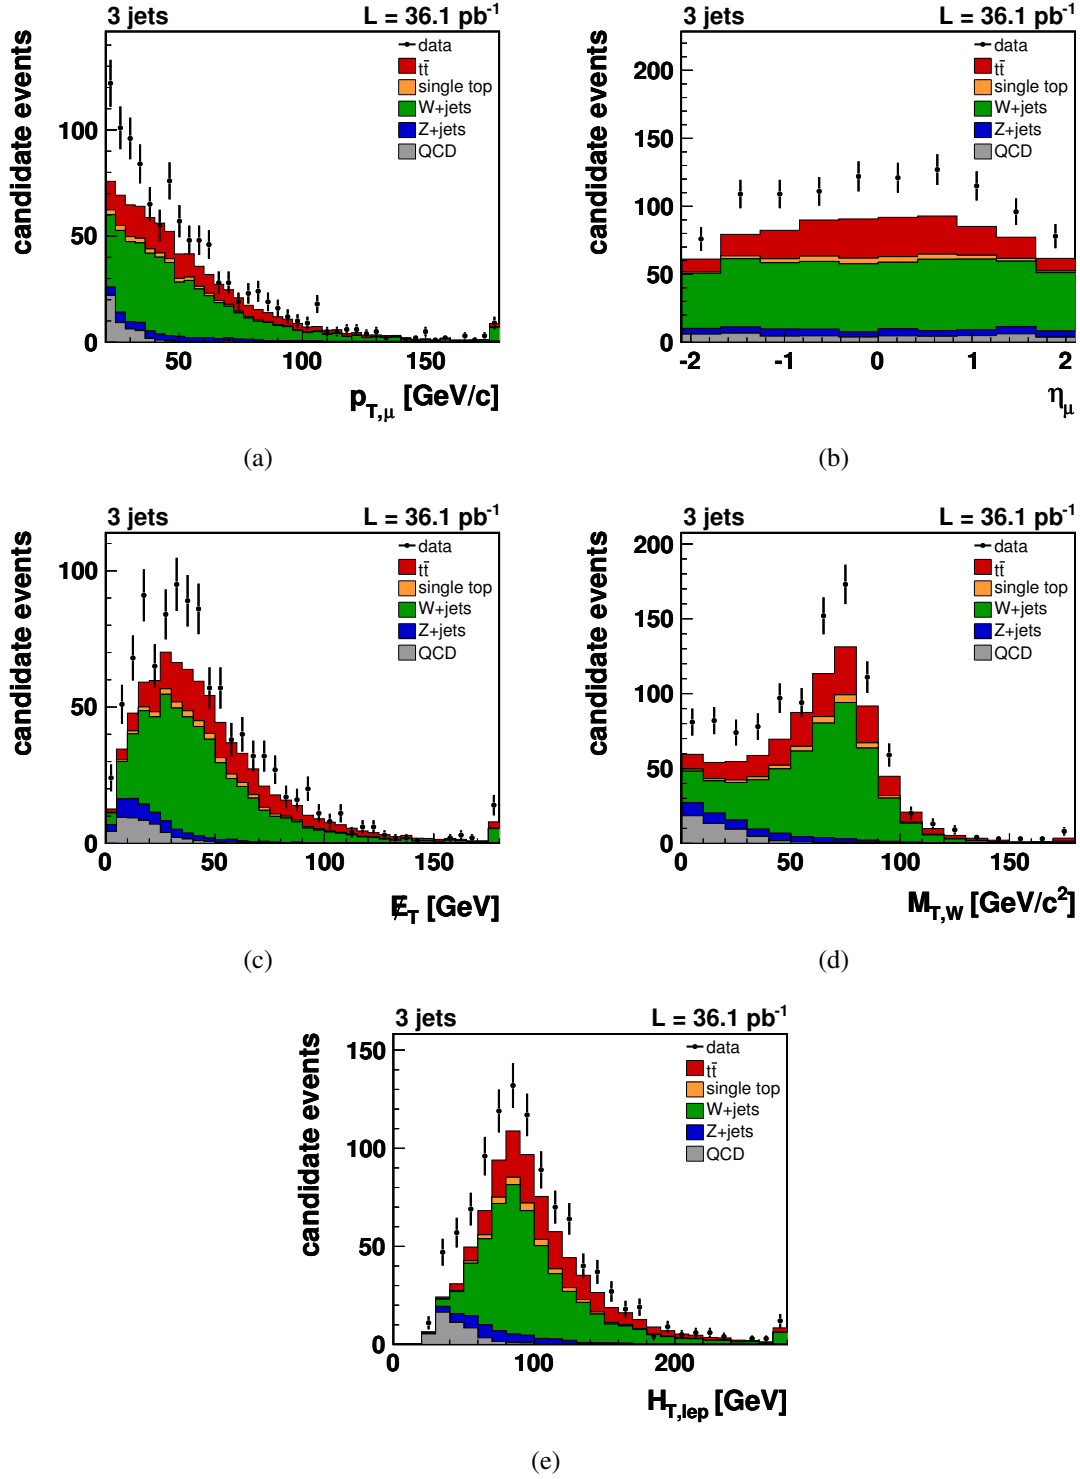 3 jets L = 36.1 pb⁻¹
candidate events
data
tt̄
single top
W+jets
Z+jets
QCD
100
50
0
50 100 150
p_T,μ [GeV/c]
(a)
3 jets L = 36.1 pb⁻¹
candidate events
data
tt̄
single top
W+jets
Z+jets
QCD
200
150
100
50
0
-2 -1 0 1 2
η_μ
(b)
3 jets L = 36.1 pb⁻¹
candidate events
data
tt̄
single top
W+jets
Z+jets
QCD
100
50
0
0 50 100 150
E̸_T [GeV]
(c)
3 jets L = 36.1 pb⁻¹
candidate events
data
tt̄
single top
W+jets
Z+jets
QCD
200
150
100
50
0
0 50 100 150
M_T,W [GeV/c²]
(d)
3 jets L = 36.1 pb⁻¹
candidate events
data
tt̄
single top
W+jets
Z+jets
QCD
150
100
50
0
0 100 200
H_T,lep [GeV]
(e)